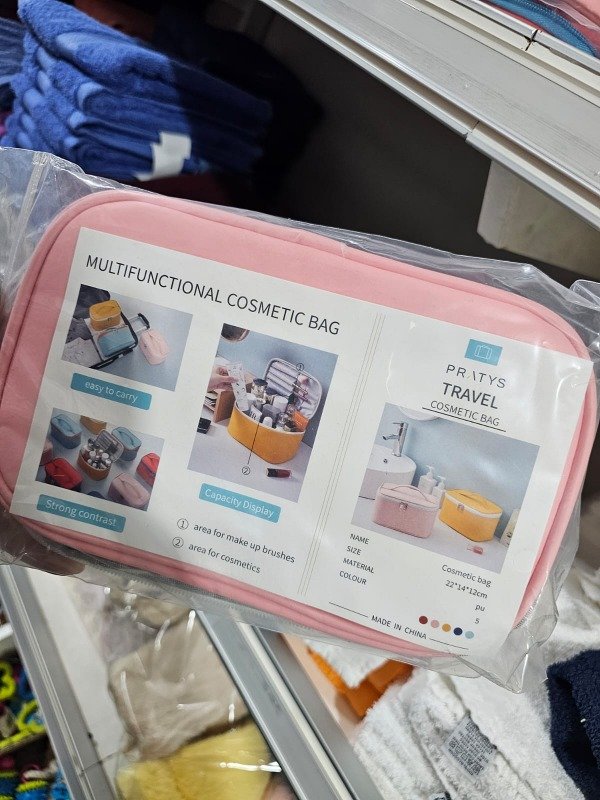 MULTIFUNCTIONAL COSMETIC BAG
easy to carry
Strong contrast
①
②
Capacity Display
① area for make up brushes
② area for cosmetics
PRATYS
TRAVEL
COSMETIC BAG
NAME Cosmetic bag
SIZE 22*14*12cm
MATERIAL pu
COLOUR 5
MADE IN CHINA